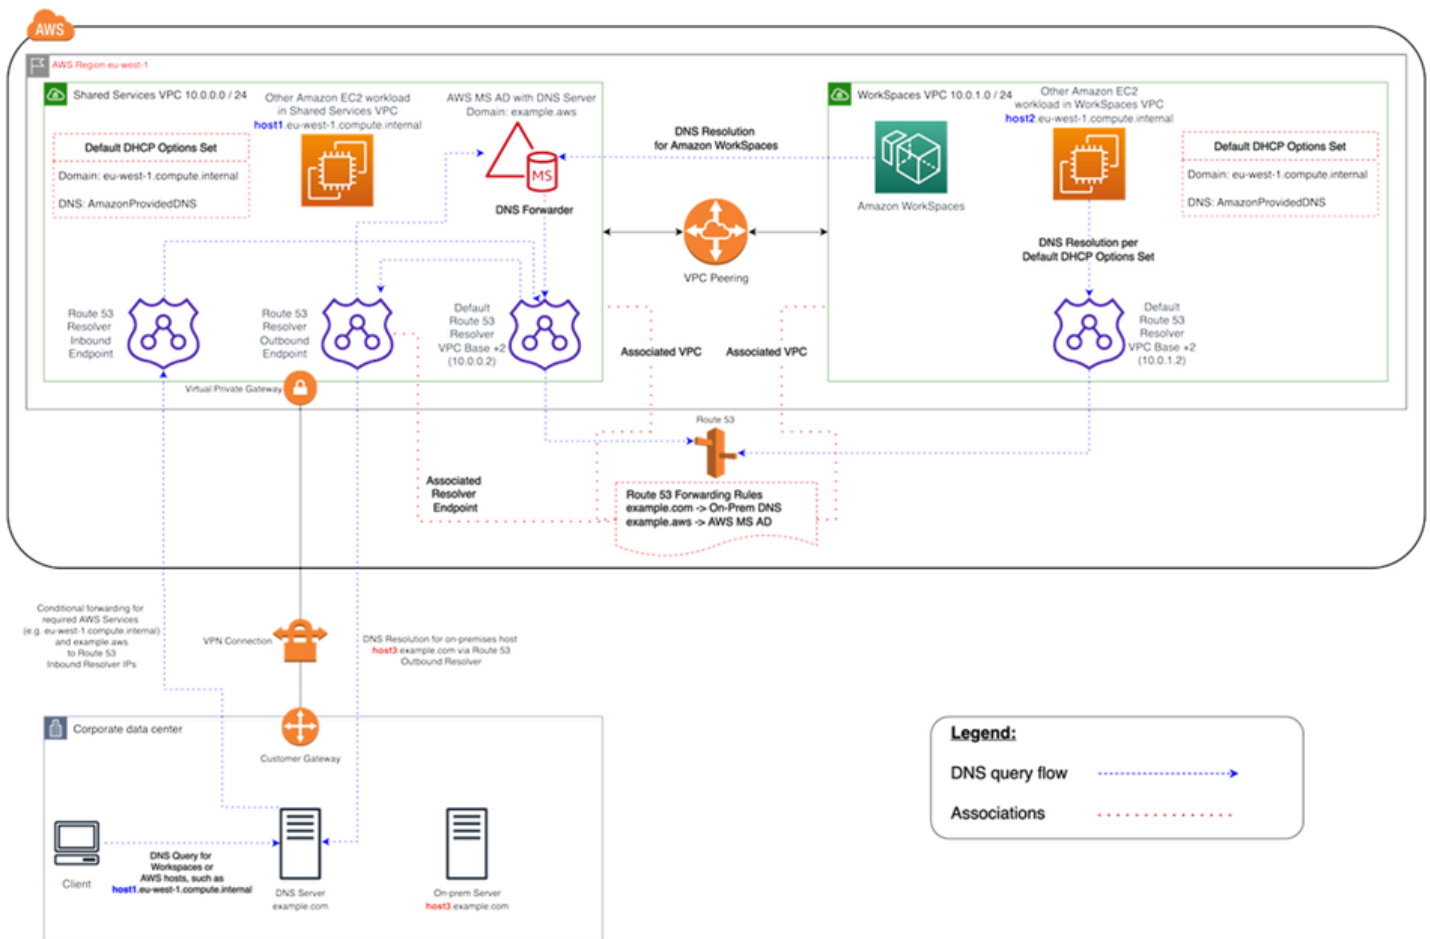 AWS
AWS Region eu-west-1
Shared Services VPC 10.0.0.0 / 24
Other Amazon EC2 workload
in Shared Services VPC
host1.eu-west-1.compute.internal
AWS MS AD with DNS Server
Domain: example.aws
Default DHCP Options Set
Domain: eu-west-1.compute.internal
DNS: AmazonProvidedDNS
MS
DNS Forwarder
DNS Resolution
for Amazon WorkSpaces
WorkSpaces VPC 10.0.1.0 / 24
Other Amazon EC2
workload in WorkSpaces VPC
host2.eu-west-1.compute.internal
Default DHCP Options Set
Domain: eu-west-1.compute.internal
DNS: AmazonProvidedDNS
Amazon WorkSpaces
DNS Resolution per
Default DHCP Options Set
VPC Peering
Route 53
Resolver
Inbound
Endpoint
Route 53
Resolver
Outbound
Endpoint
Default
Route 53
Resolver
VPC Base +2
(10.0.0.2)
Default
Route 53
Resolver
VPC Base +2
(10.0.1.2)
Associated VPC
Associated VPC
Virtual Private Gateway
Route 53
Associated
Resolver
Endpoint
Route 53 Forwarding Rules
example.com -> On-Prem DNS
example.aws -> AWS MS AD
Conditional forwarding for
required AWS Services
(e.g. eu-west-1.compute.internal)
and example.aws
to Route 53
Inbound Resolver IPs
VPN Connection
DNS Resolution for on-premises host
host3.example.com via Route 53
Outbound Resolver
Corporate data center
Customer Gateway
Client
DNS Query for
Workspaces or
AWS hosts, such as
host1.eu-west-1.compute.internal
DNS Server
example.com
On-prem Server
host3.example.com
Legend:
DNS query flow
Associations